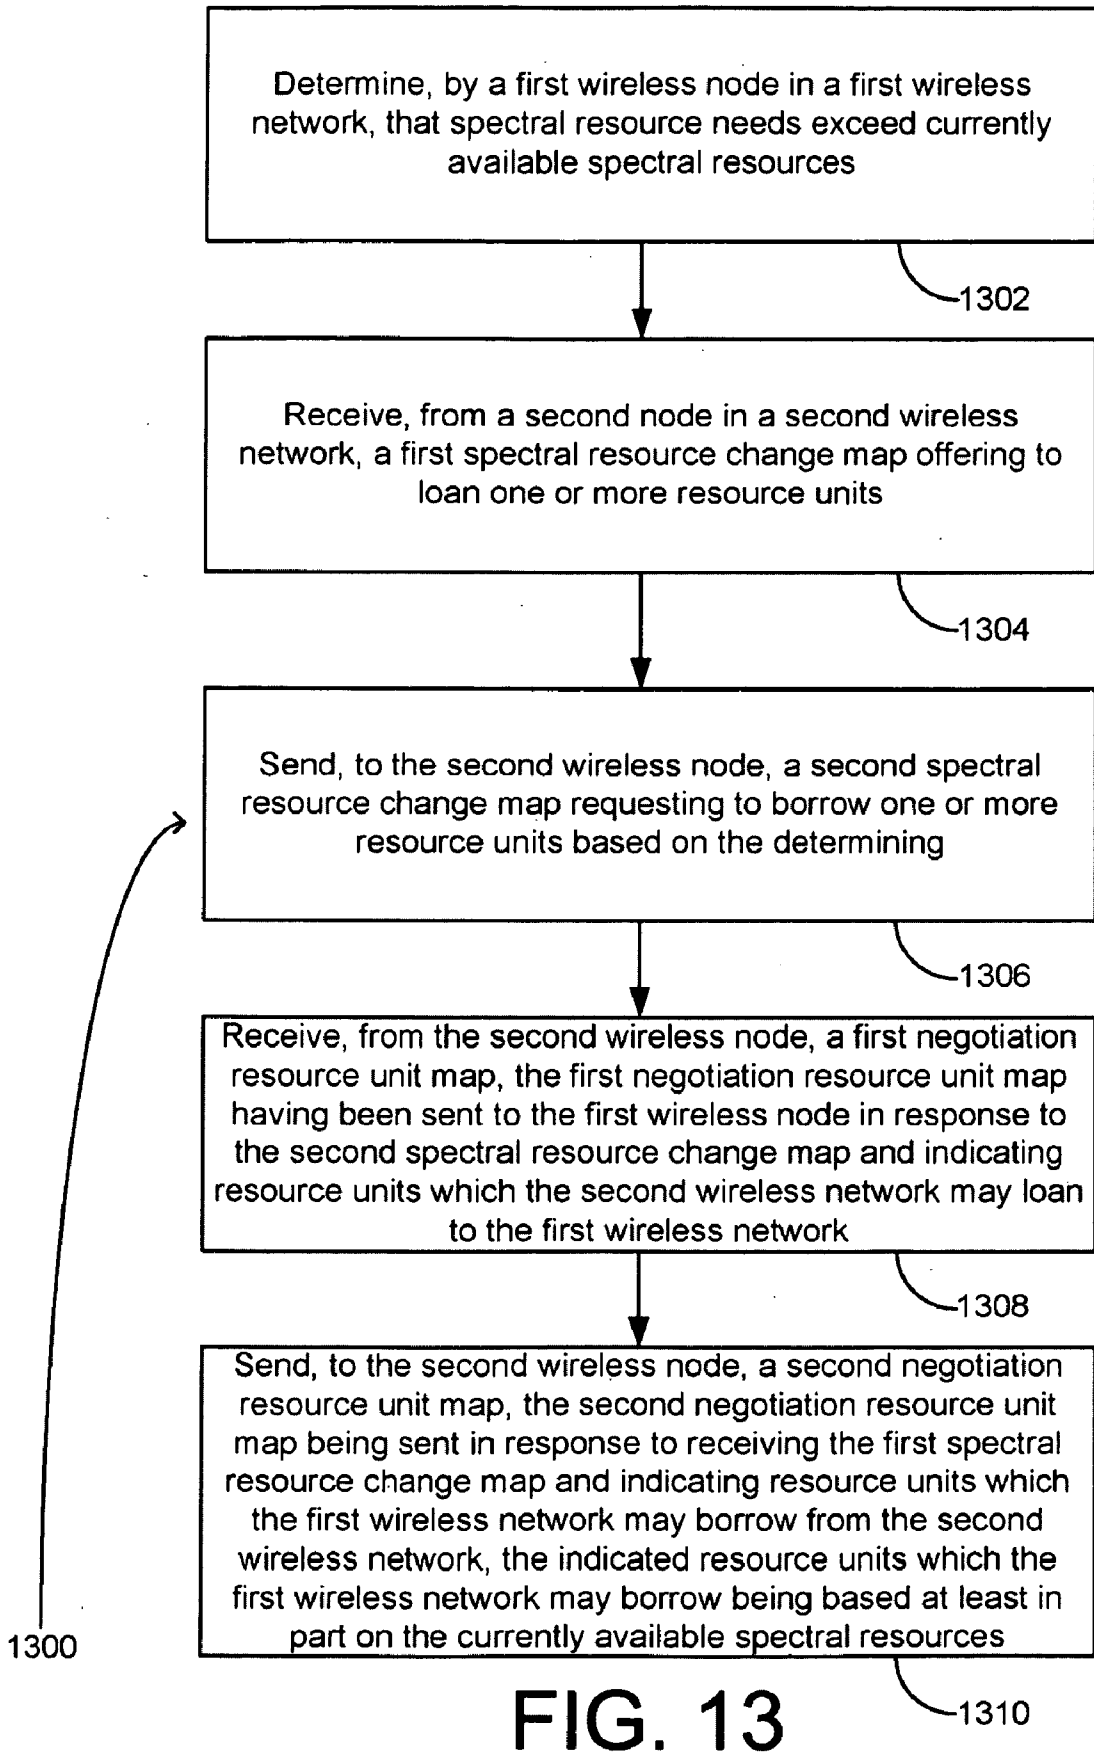 Determine, by a first wireless node in a first wireless
network, that spectral resource needs exceed currently
available spectral resources
1302
Receive, from a second node in a second wireless
network, a first spectral resource change map offering to
loan one or more resource units
1304
Send, to the second wireless node, a second spectral
resource change map requesting to borrow one or more
resource units based on the determining
1306
Receive, from the second wireless node, a first negotiation
resource unit map, the first negotiation resource unit map
having been sent to the first wireless node in response to
the second spectral resource change map and indicating
resource units which the second wireless network may loan
to the first wireless network
1308
Send, to the second wireless node, a second negotiation
resource unit map, the second negotiation resource unit
map being sent in response to receiving the first spectral
resource change map and indicating resource units which
the first wireless network may borrow from the second
wireless network, the indicated resource units which the
first wireless network may borrow being based at least in
part on the currently available spectral resources
1310
1300
FIG. 13